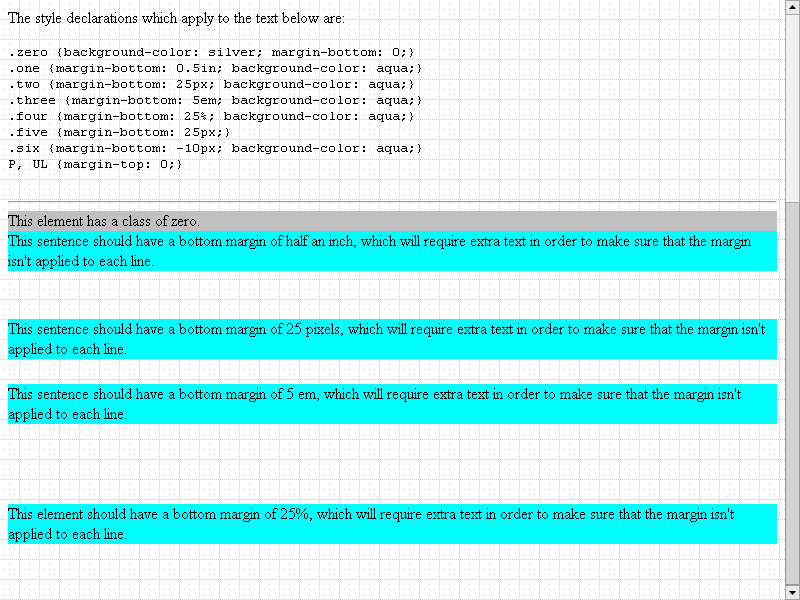 The style declarations which apply to the text below are:
.zero {background-color: silver; margin-bottom: 0;}
.one {margin-bottom: 0.5in; background-color: aqua;}
.two {margin-bottom: 25px; background-color: aqua;}
.three {margin-bottom: 5em; background-color: aqua;}
.four {margin-bottom: 25%; background-color: aqua;}
.five {margin-bottom: 25px;}
.six {margin-bottom: -10px; background-color: aqua;}
P, UL {margin-top: 0;}
This element has a class of zero.
This sentence should have a bottom margin of half an inch, which will require extra text in order to make sure that the margin
isn't applied to each line.
This sentence should have a bottom margin of 25 pixels, which will require extra text in order to make sure that the margin isn't
applied to each line.
This sentence should have a bottom margin of 5 em, which will require extra text in order to make sure that the margin isn't
applied to each line.
This element should have a bottom margin of 25%, which will require extra text in order to make sure that the margin isn't
applied to each line.